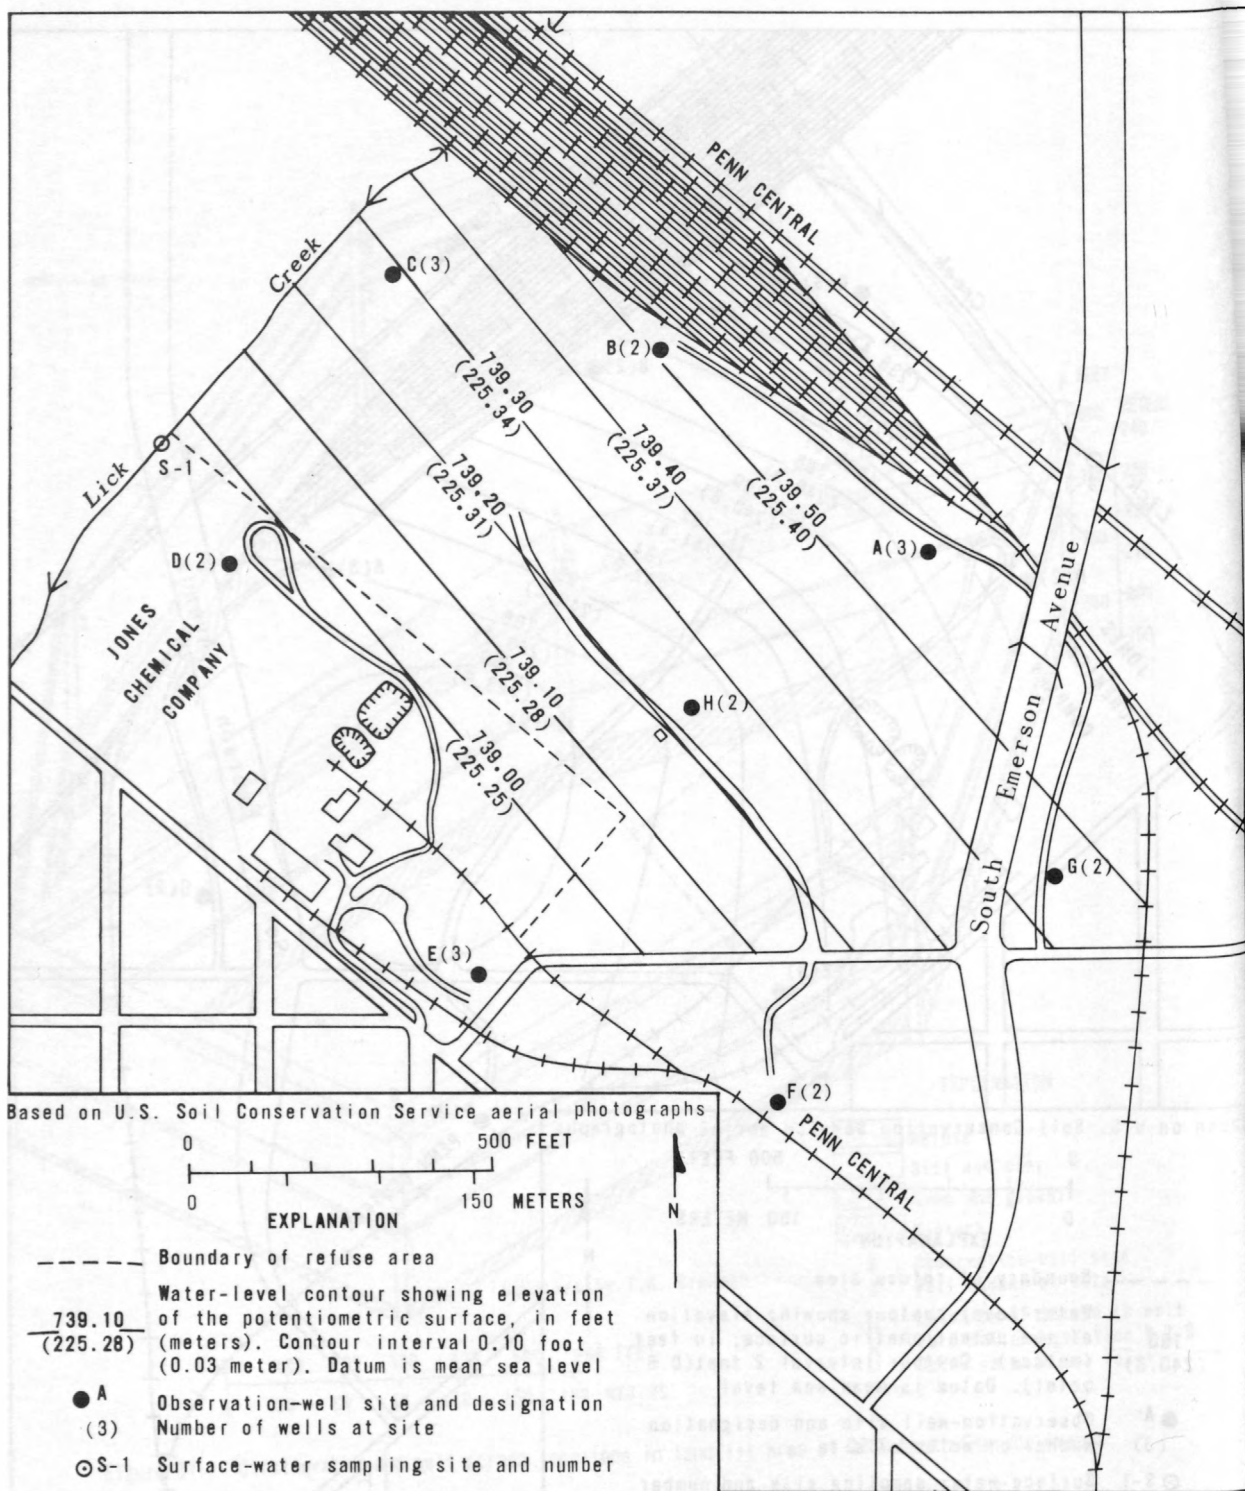 PENN CENTRAL
Creek
C(3)
B(2)
739.30
(225.34)
739.40
(225.37)
739.50
(225.40)
739.20
(225.31)
Lick
S-1
D(2)
A(3)
South Emerson Avenue
JONES
CHEMICAL
COMPANY
739.10
(225.28)
H(2)
739.00
(225.25)
G(2)
E(3)
F(2)
PENN CENTRAL
Based on U.S. Soil Conservation Service aerial photographs
0 500 FEET
0 150 METERS
N
EXPLANATION
Boundary of refuse area
739.10
(225.28)
Water-level contour showing elevation
of the potentiometric surface, in feet
(meters). Contour interval 0.10 foot
(0.03 meter). Datum is mean sea level
A
(3)
Observation-well site and designation
Number of wells at site
S-1 Surface-water sampling site and number